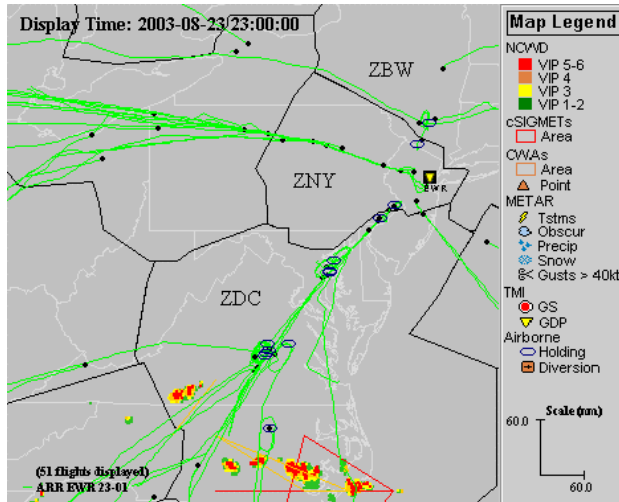 Display Time: 2003-08-23 23:00:00
ZBW
ZNY
EWR
ZDC
(51 flights displayed)
ARR EWR 23-01
Map Legend
NCWD
VIP 5-6
VIP 4
VIP 3
VIP 1-2
cSIGMETs
Area
CWAs
Area
Point
METAR
Tstms
Obscur
Precip
Snow
Gusts > 40kt
TMI
GS
GDP
Airborne
Holding
Diversion
Scale(nm)
60.0
60.0